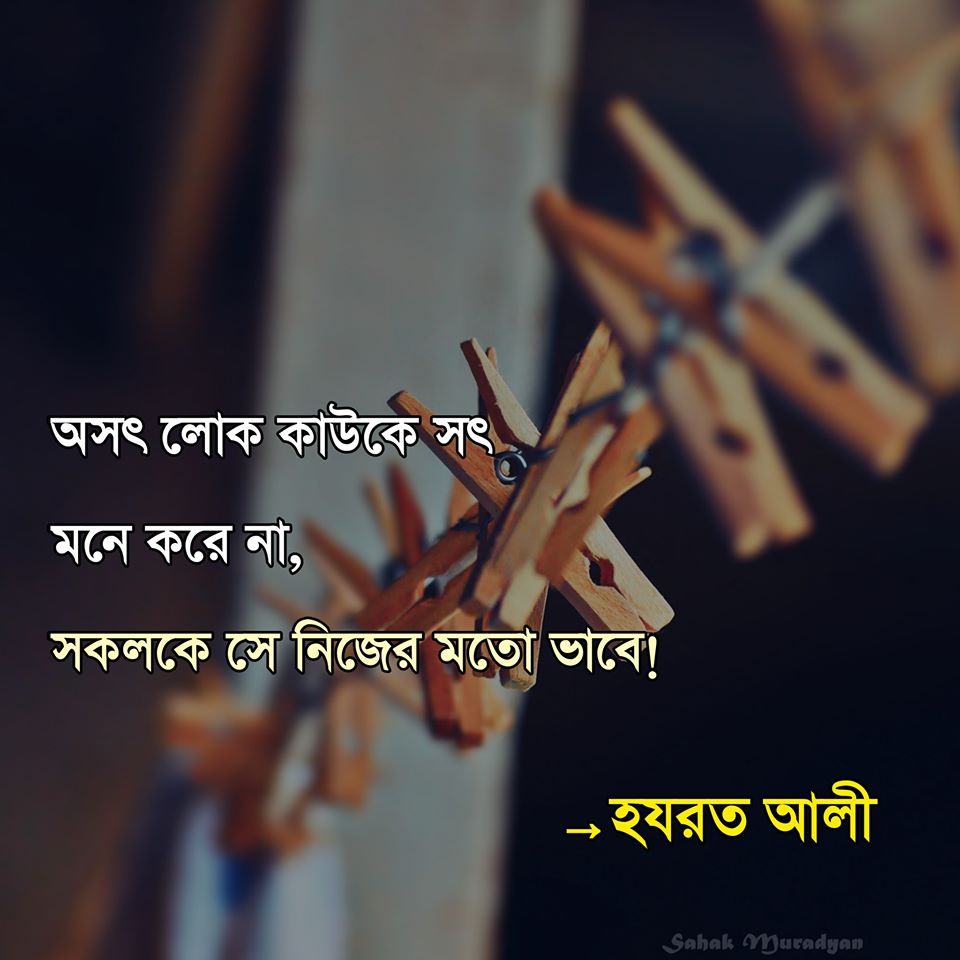 অসৎ লোক কাউকে সৎ
মনে করে না,
সকলকে সে নিজের মতো ভাবে!
→ হযরত আলী
Sahak Muradyan